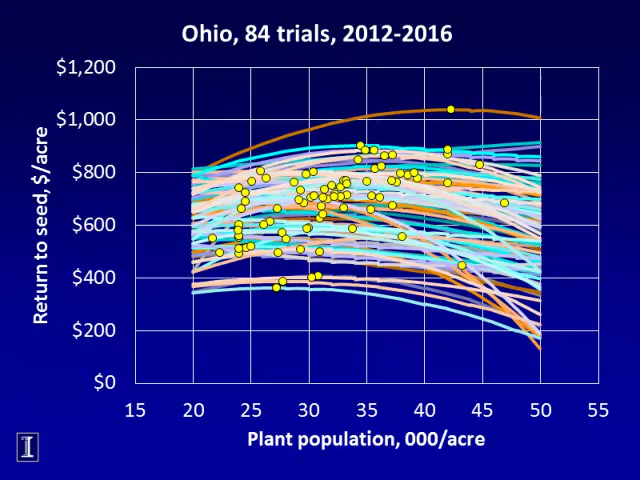 Ohio, 84 trials, 2012-2016
Return to seed, $/acre
$1,200
$1,000
$800
$600
$400
$200
$0
15 20 25 30 35 40 45 50 55
Plant population, 000/acre
I